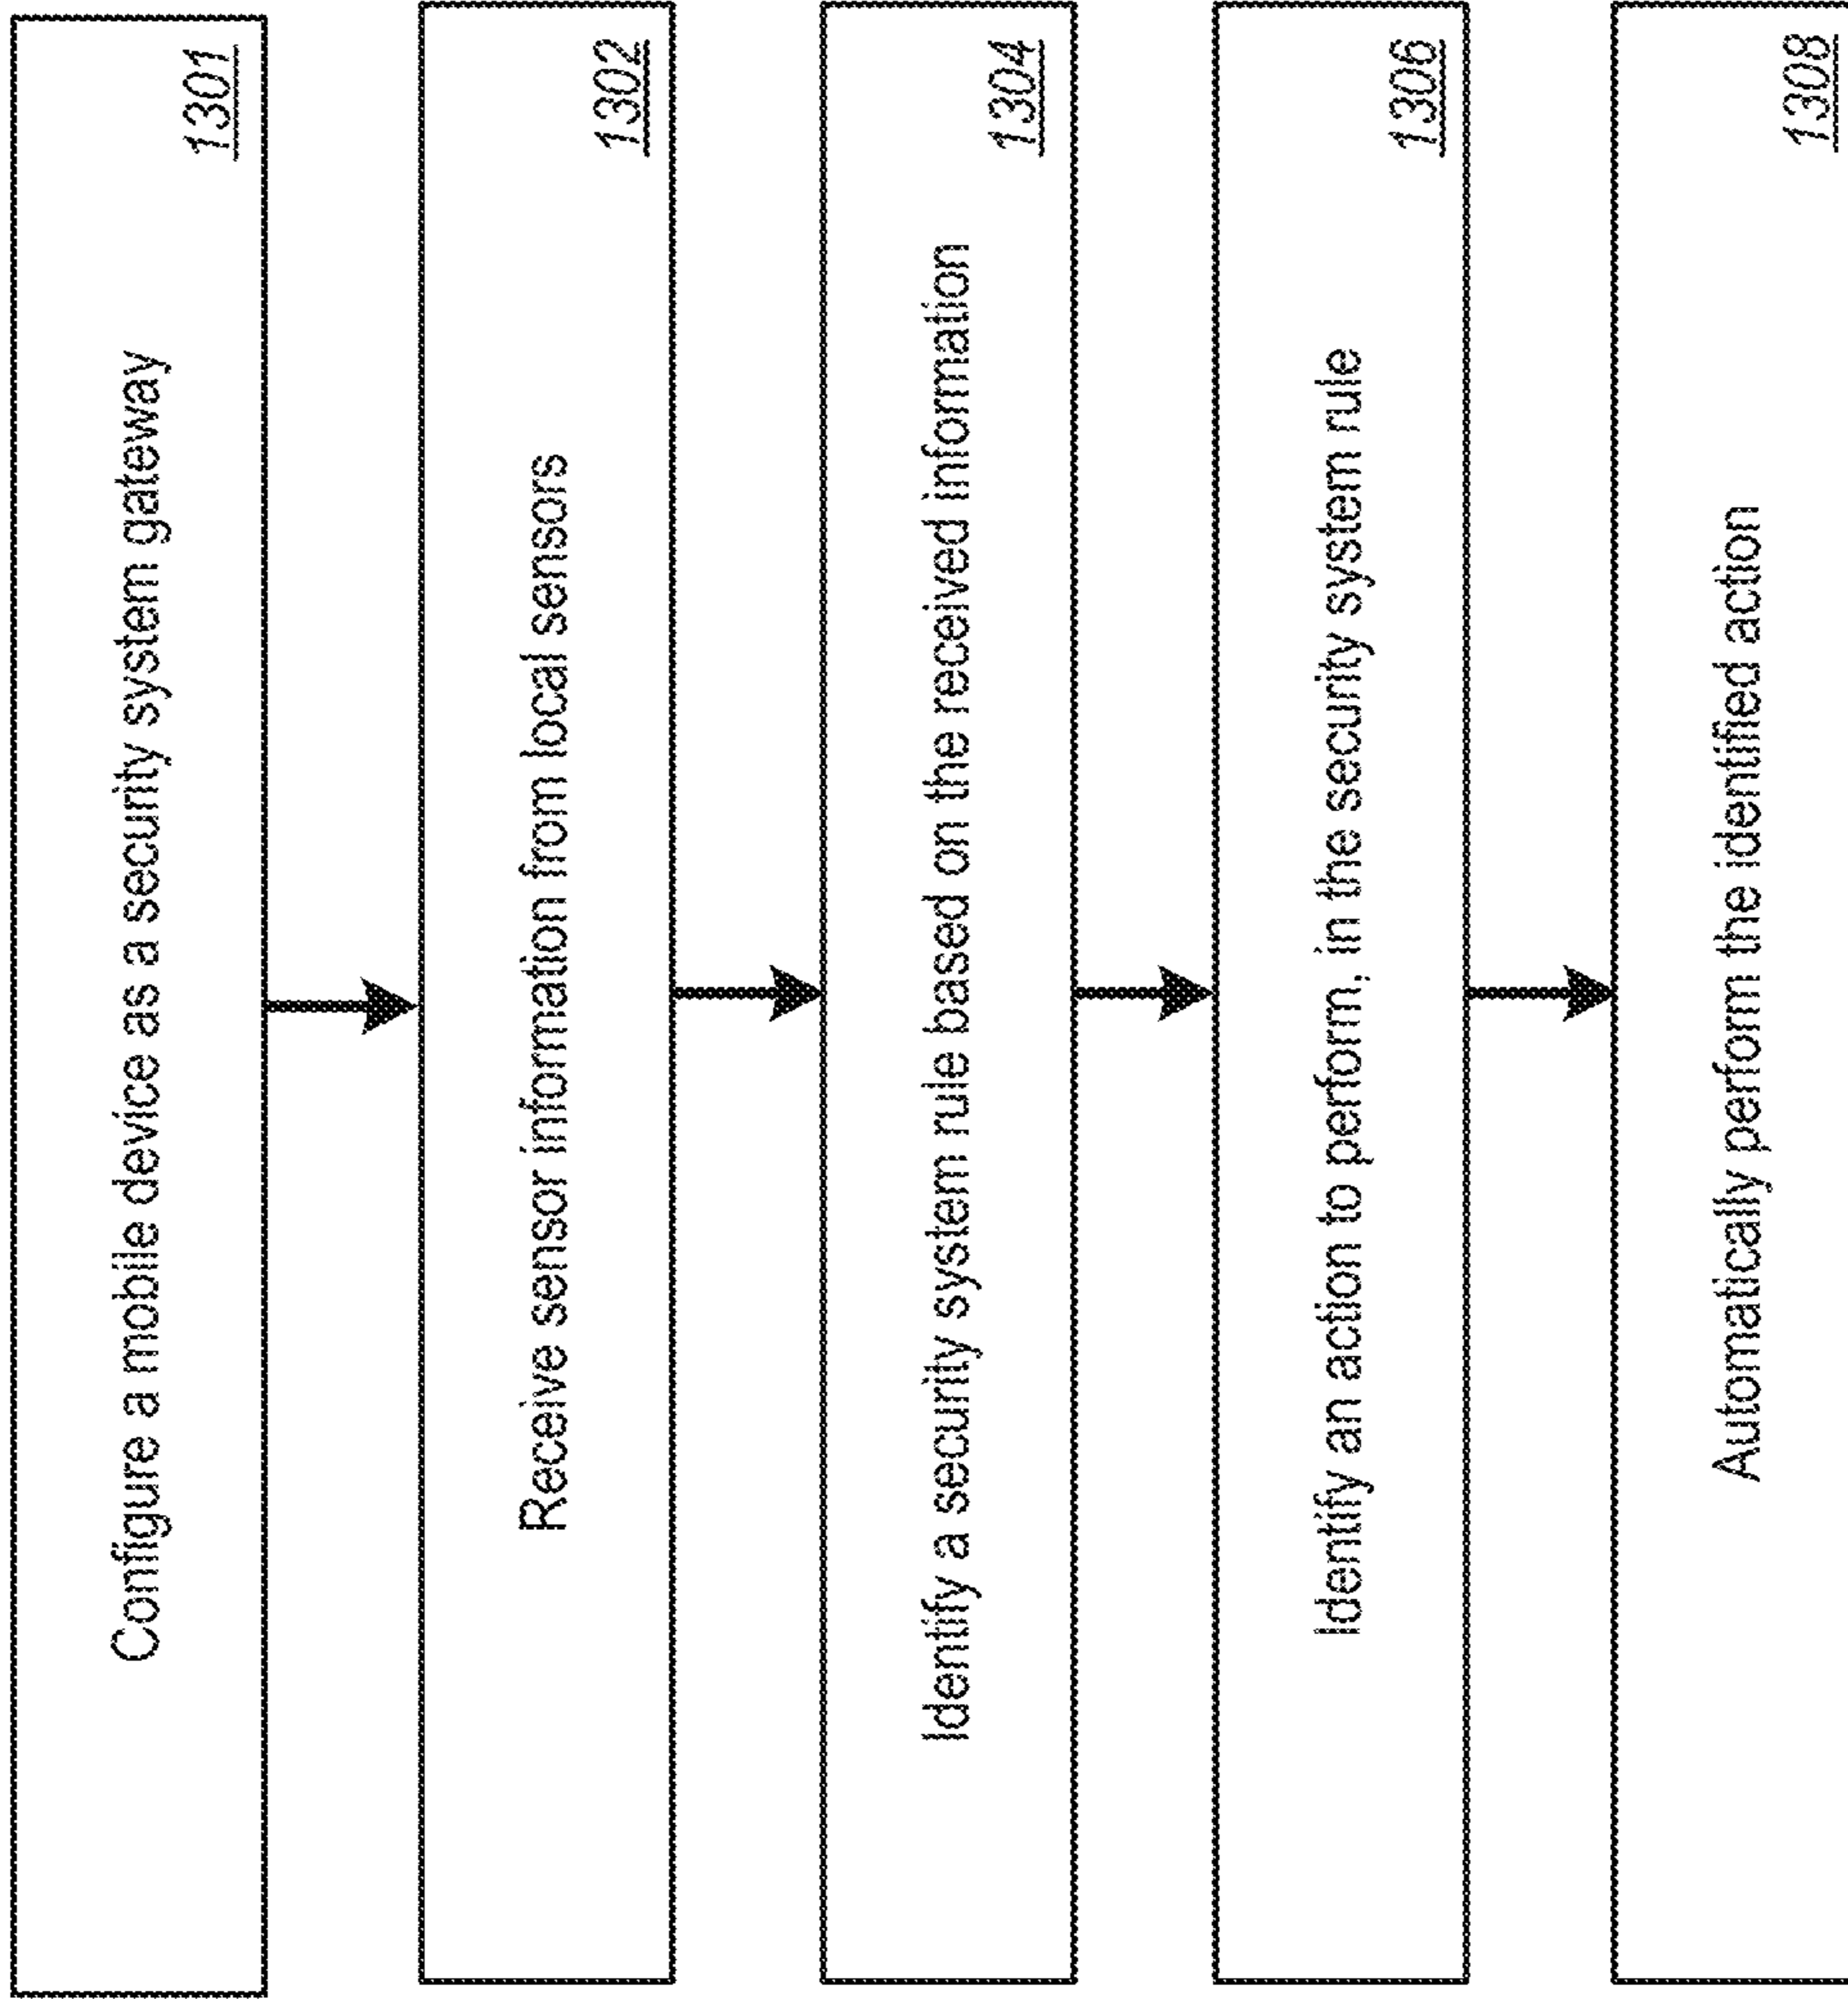 Configure a mobile device as a security system gateway
1301
Receive sensor information from local sensors
1302
Identify a security system rule based on the received information
1304
Identify an action to perform, in the security system rule
1306
Automatically perform the identified action
1308